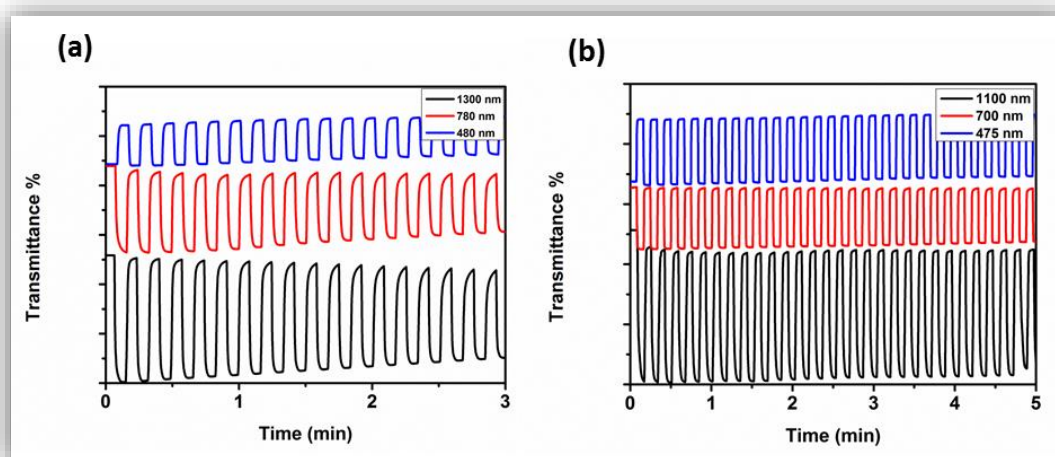 (a)
Transmittance %
1300 nm
780 nm
480 nm
0
1
2
3
Time (min)
(b)
Transmittance %
1100 nm
700 nm
475 nm
0
1
2
3
4
5
Time (min)